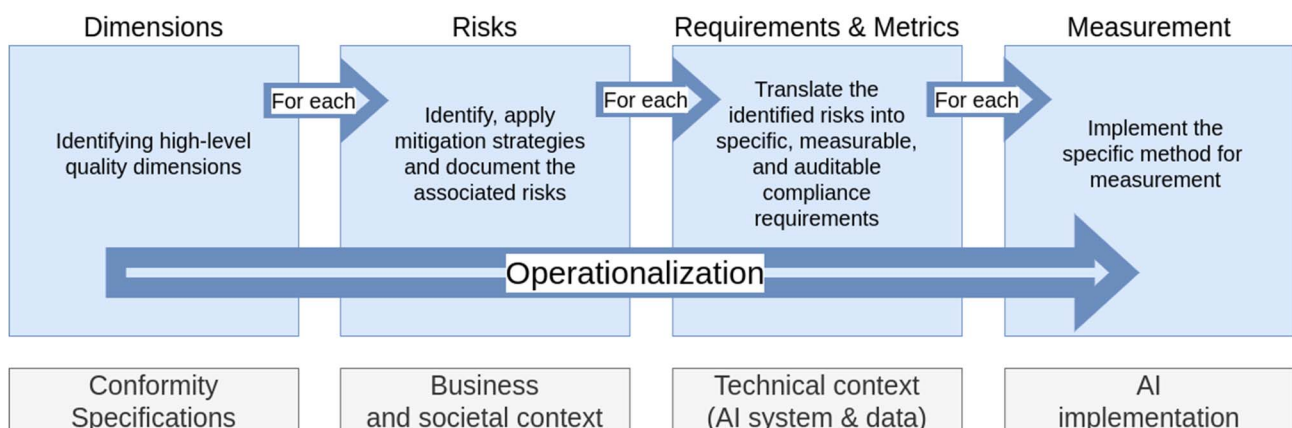 Dimensions
Risks
Requirements & Metrics
Measurement
For each
For each
For each
Identifying high-level
quality dimensions
Identify, apply
mitigation strategies
and document the
associated risks
Translate the
identified risks into
specific, measurable,
and auditable
compliance
requirements
Implement the
specific method for
measurement
Operationalization
Conformity
Specifications
Business
and societal context
Technical context
(AI system & data)
AI
implementation